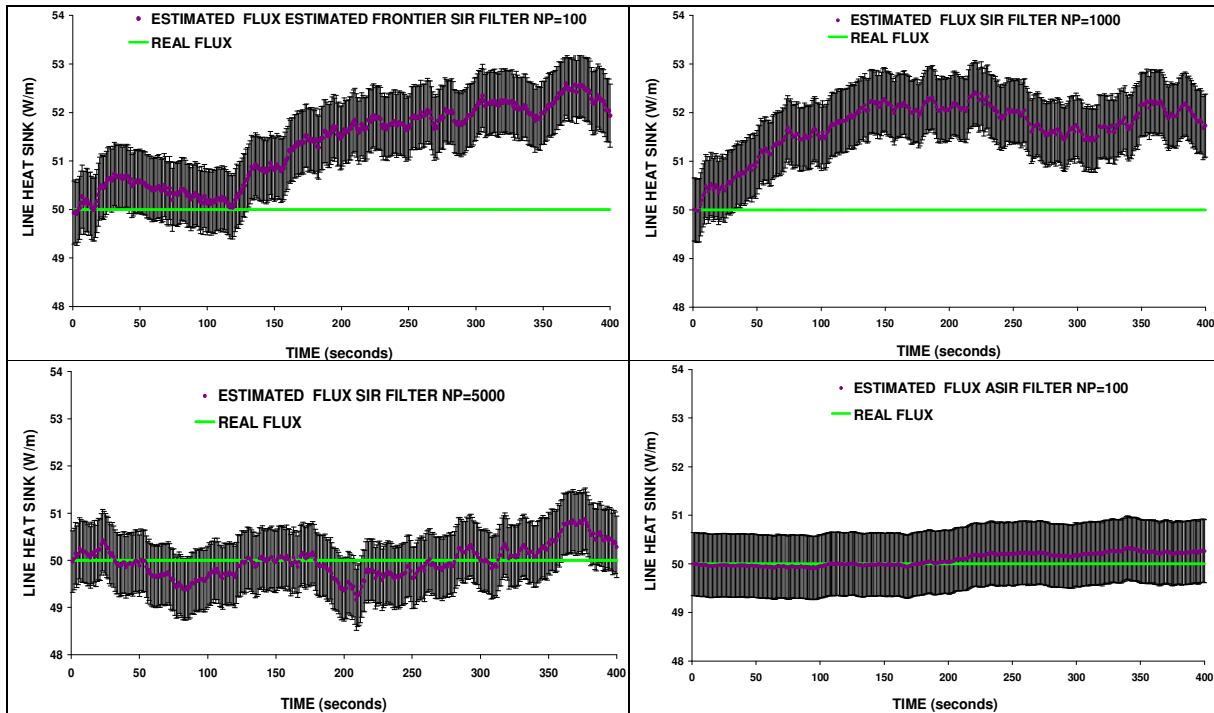 ESTIMATED FLUX ESTIMATED FRONTIER SIR FILTER NP=100
REAL FLUX
LINE HEAT SINK (W/m)
54
53
52
51
50
49
48
0 50 100 150 200 250 300 350 400
TIME (seconds)
ESTIMATED FLUX SIR FILTER NP=1000
REAL FLUX
LINE HEAT SINK (W/m)
54
53
52
51
50
49
48
0 50 100 150 200 250 300 350 400
TIME (seconds)
ESTIMATED FLUX SIR FILTER NP=5000
REAL FLUX
LINE HEAT SINK (W/m)
54
53
52
51
50
49
48
0 50 100 150 200 250 300 350 400
TIME (seconds)
ESTIMATED FLUX ASIR FILTER NP=100
REAL FLUX
LINE HEAT SINK (W/m)
54
53
52
51
50
49
48
0 50 100 150 200 250 300 350 400
TIME (seconds)